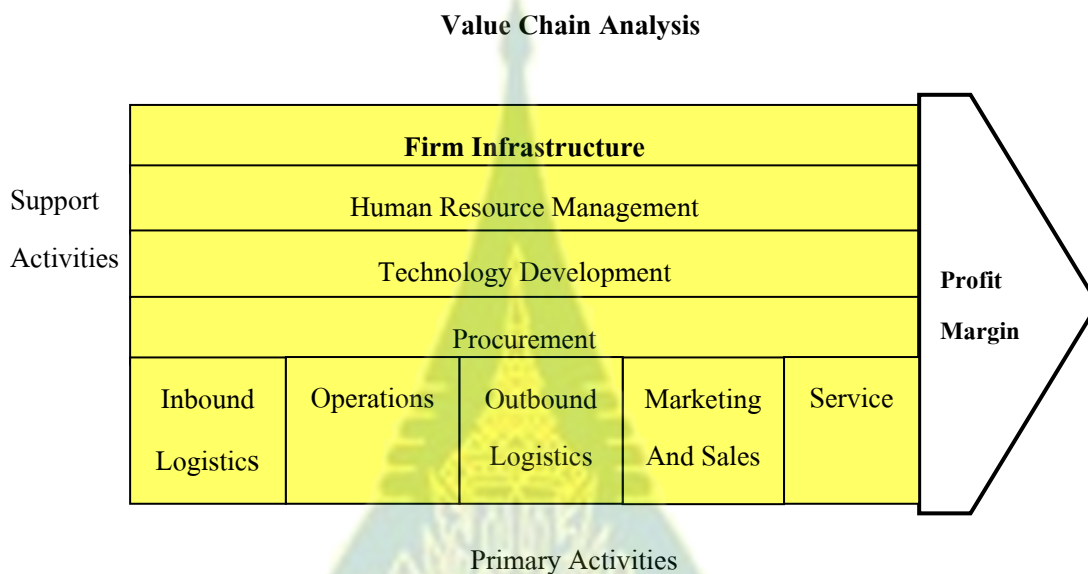 Value Chain Analysis
Firm Infrastructure
Support
Activities
Human Resource Management
Technology Development
Procurement
Inbound
Logistics
Operations
Outbound
Logistics
Marketing
And Sales
Service
Profit
Margin
Primary Activities